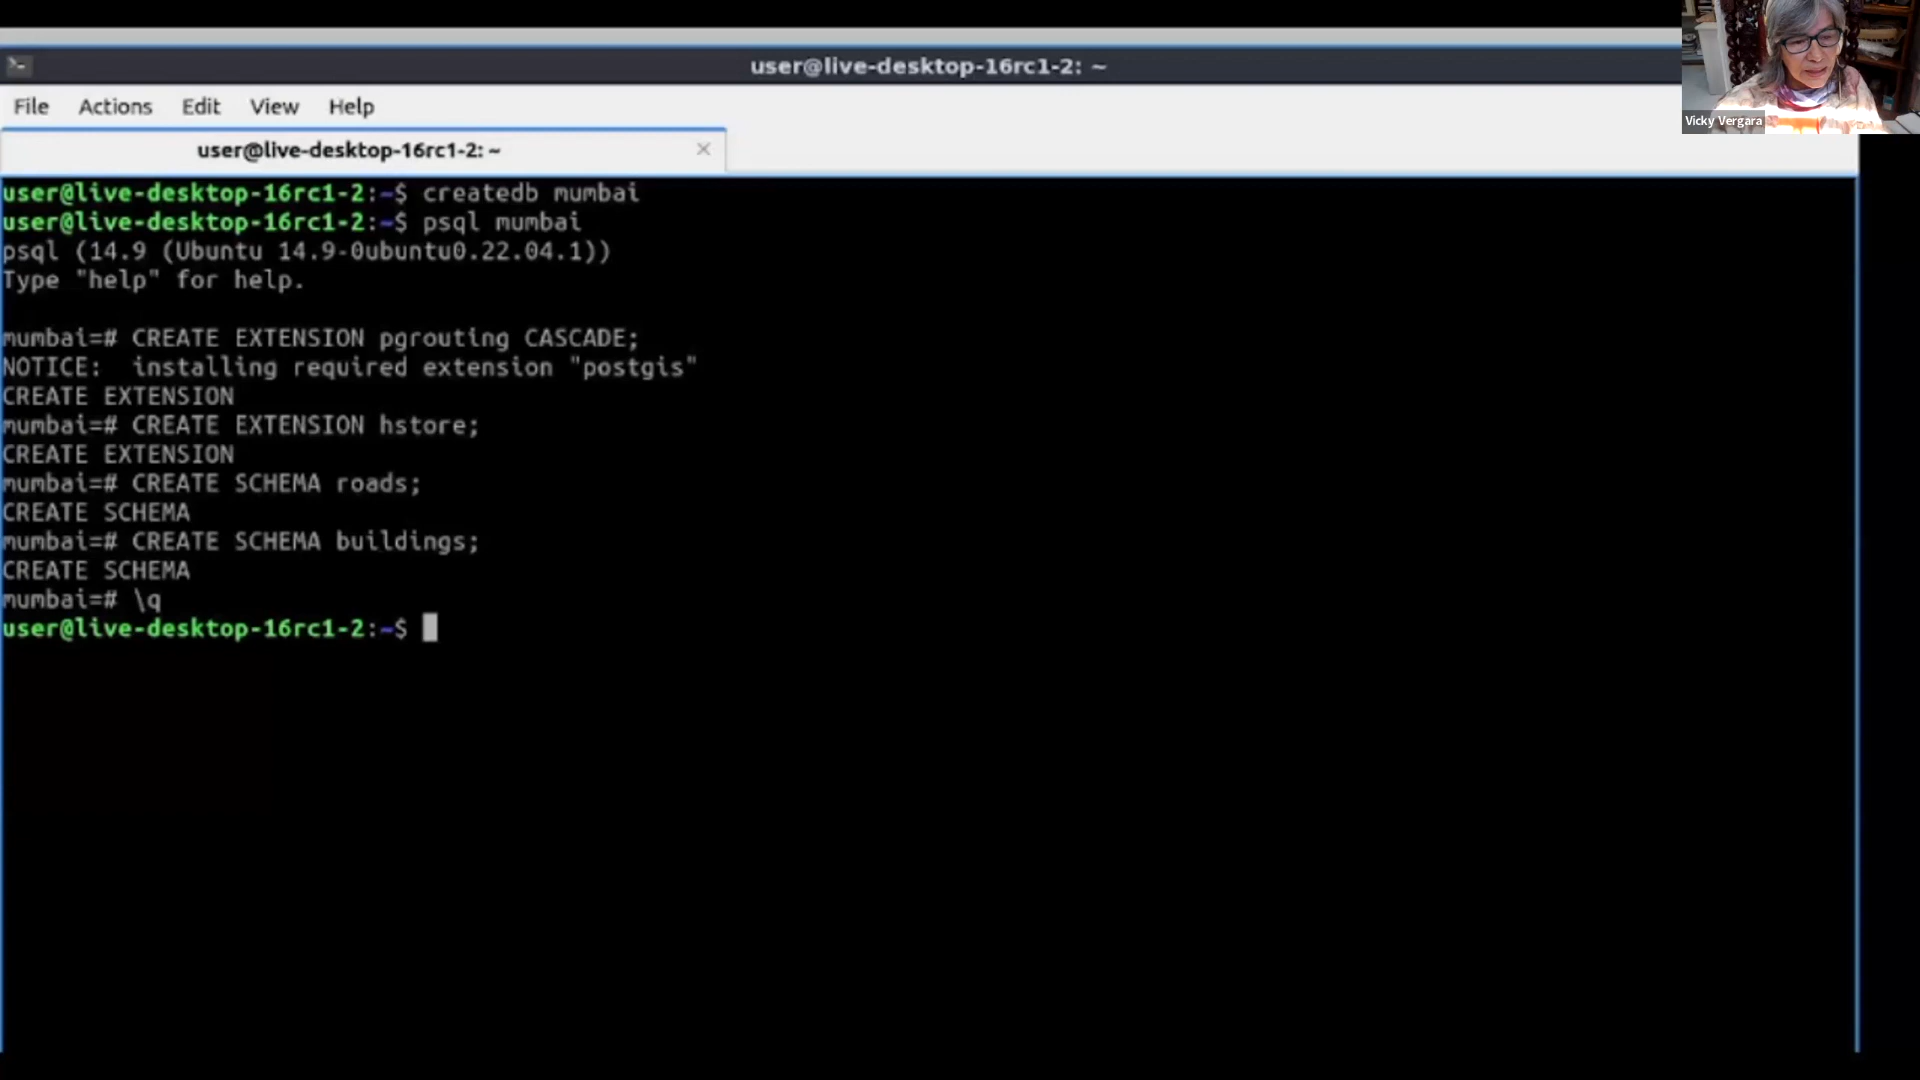 user@live-desktop-16rc1-2: ~
File Actions Edit View Help
user@live-desktop-16rc1-2: ~
Vicky Vergara
user@live-desktop-16rc1-2:~$ createdb mumbai
user@live-desktop-16rc1-2:~$ psql mumbai
psql (14.9 (Ubuntu 14.9-0ubuntu0.22.04.1))
Type "help" for help.
mumbai=# CREATE EXTENSION pgrouting CASCADE;
NOTICE:  installing required extension "postgis"
CREATE EXTENSION
mumbai=# CREATE EXTENSION hstore;
CREATE EXTENSION
mumbai=# CREATE SCHEMA roads;
CREATE SCHEMA
mumbai=# CREATE SCHEMA buildings;
CREATE SCHEMA
mumbai=# \q
user@live-desktop-16rc1-2:~$